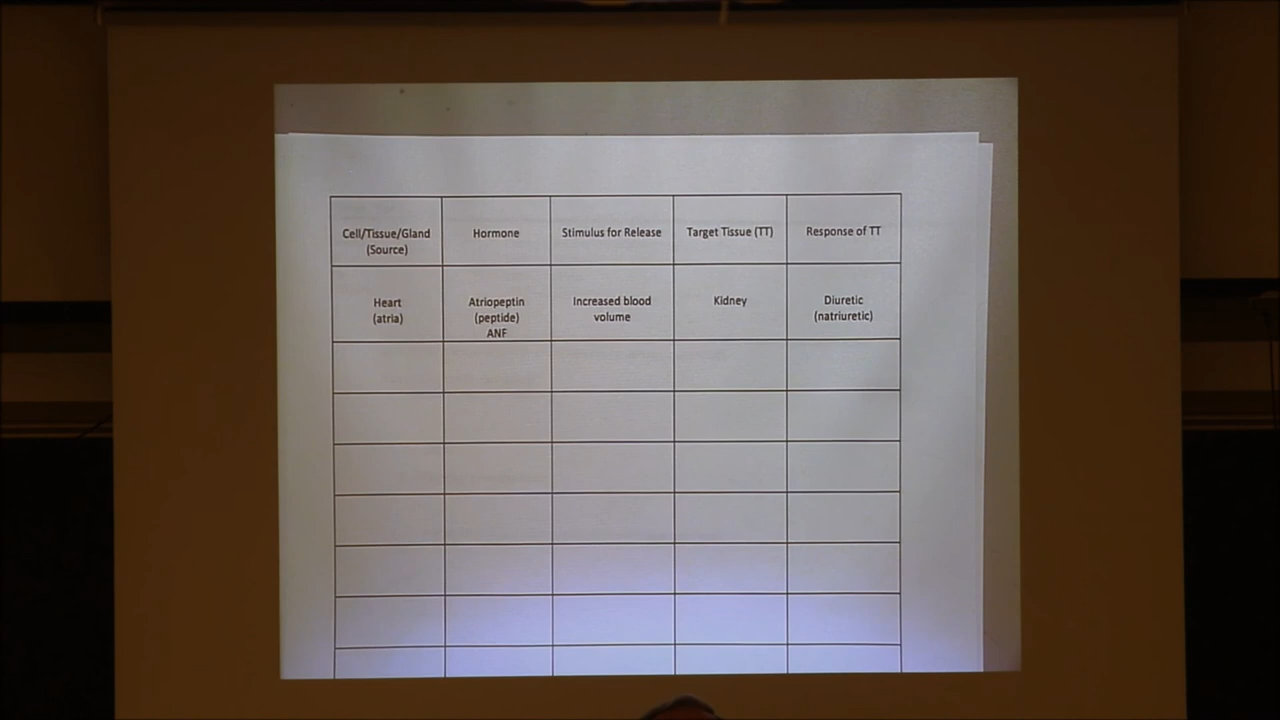 Cell/Tissue/Gland
(Source)
Hormone
Stimulus for Release
Target Tissue (TT)
Response of TT
Heart
(atria)
Atriopeptin
(peptide)
ANF
Increased blood
volume
Kidney
Diuretic
(natriuretic)